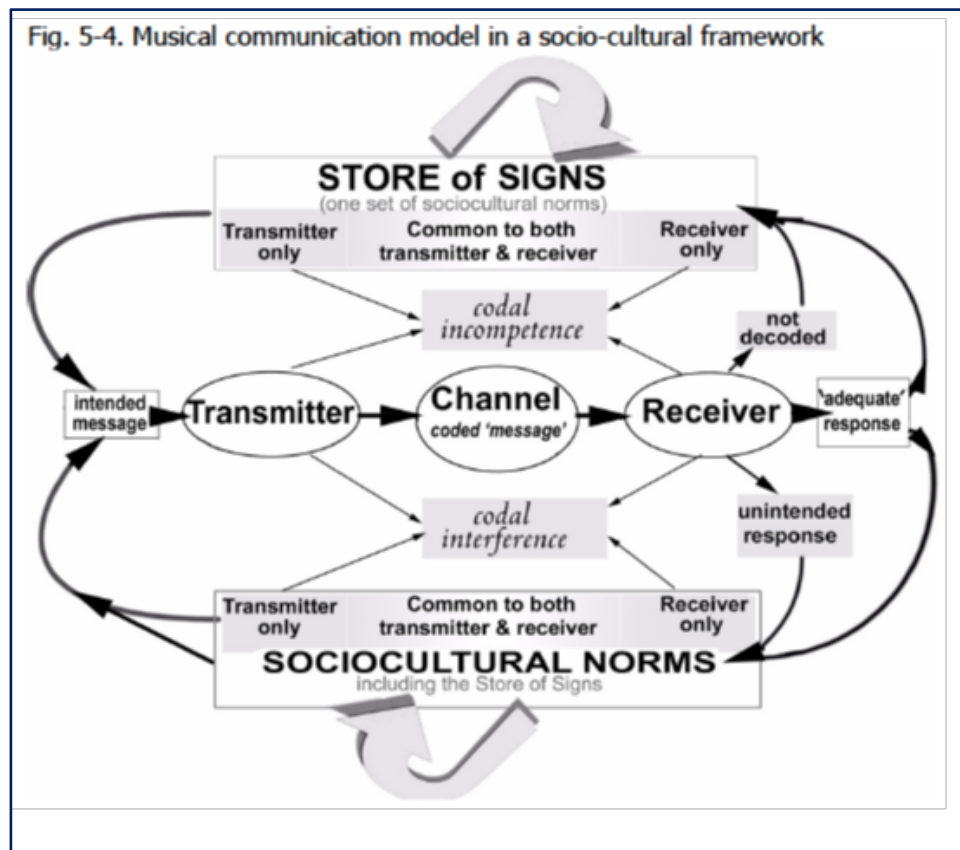 Fig. 5-4. Musical communication model in a socio-cultural framework
STORE of SIGNS
(one set of sociocultural norms)
Transmitter only
Common to both transmitter & receiver
Receiver only
codal
incompetence
not
decoded
intended
message
Transmitter
Channel
coded 'message'
Receiver
'adequate'
response
codal
interference
unintended
response
Transmitter only
Common to both transmitter & receiver
Receiver only
SOCIOCULTURAL NORMS
including the Store of Signs